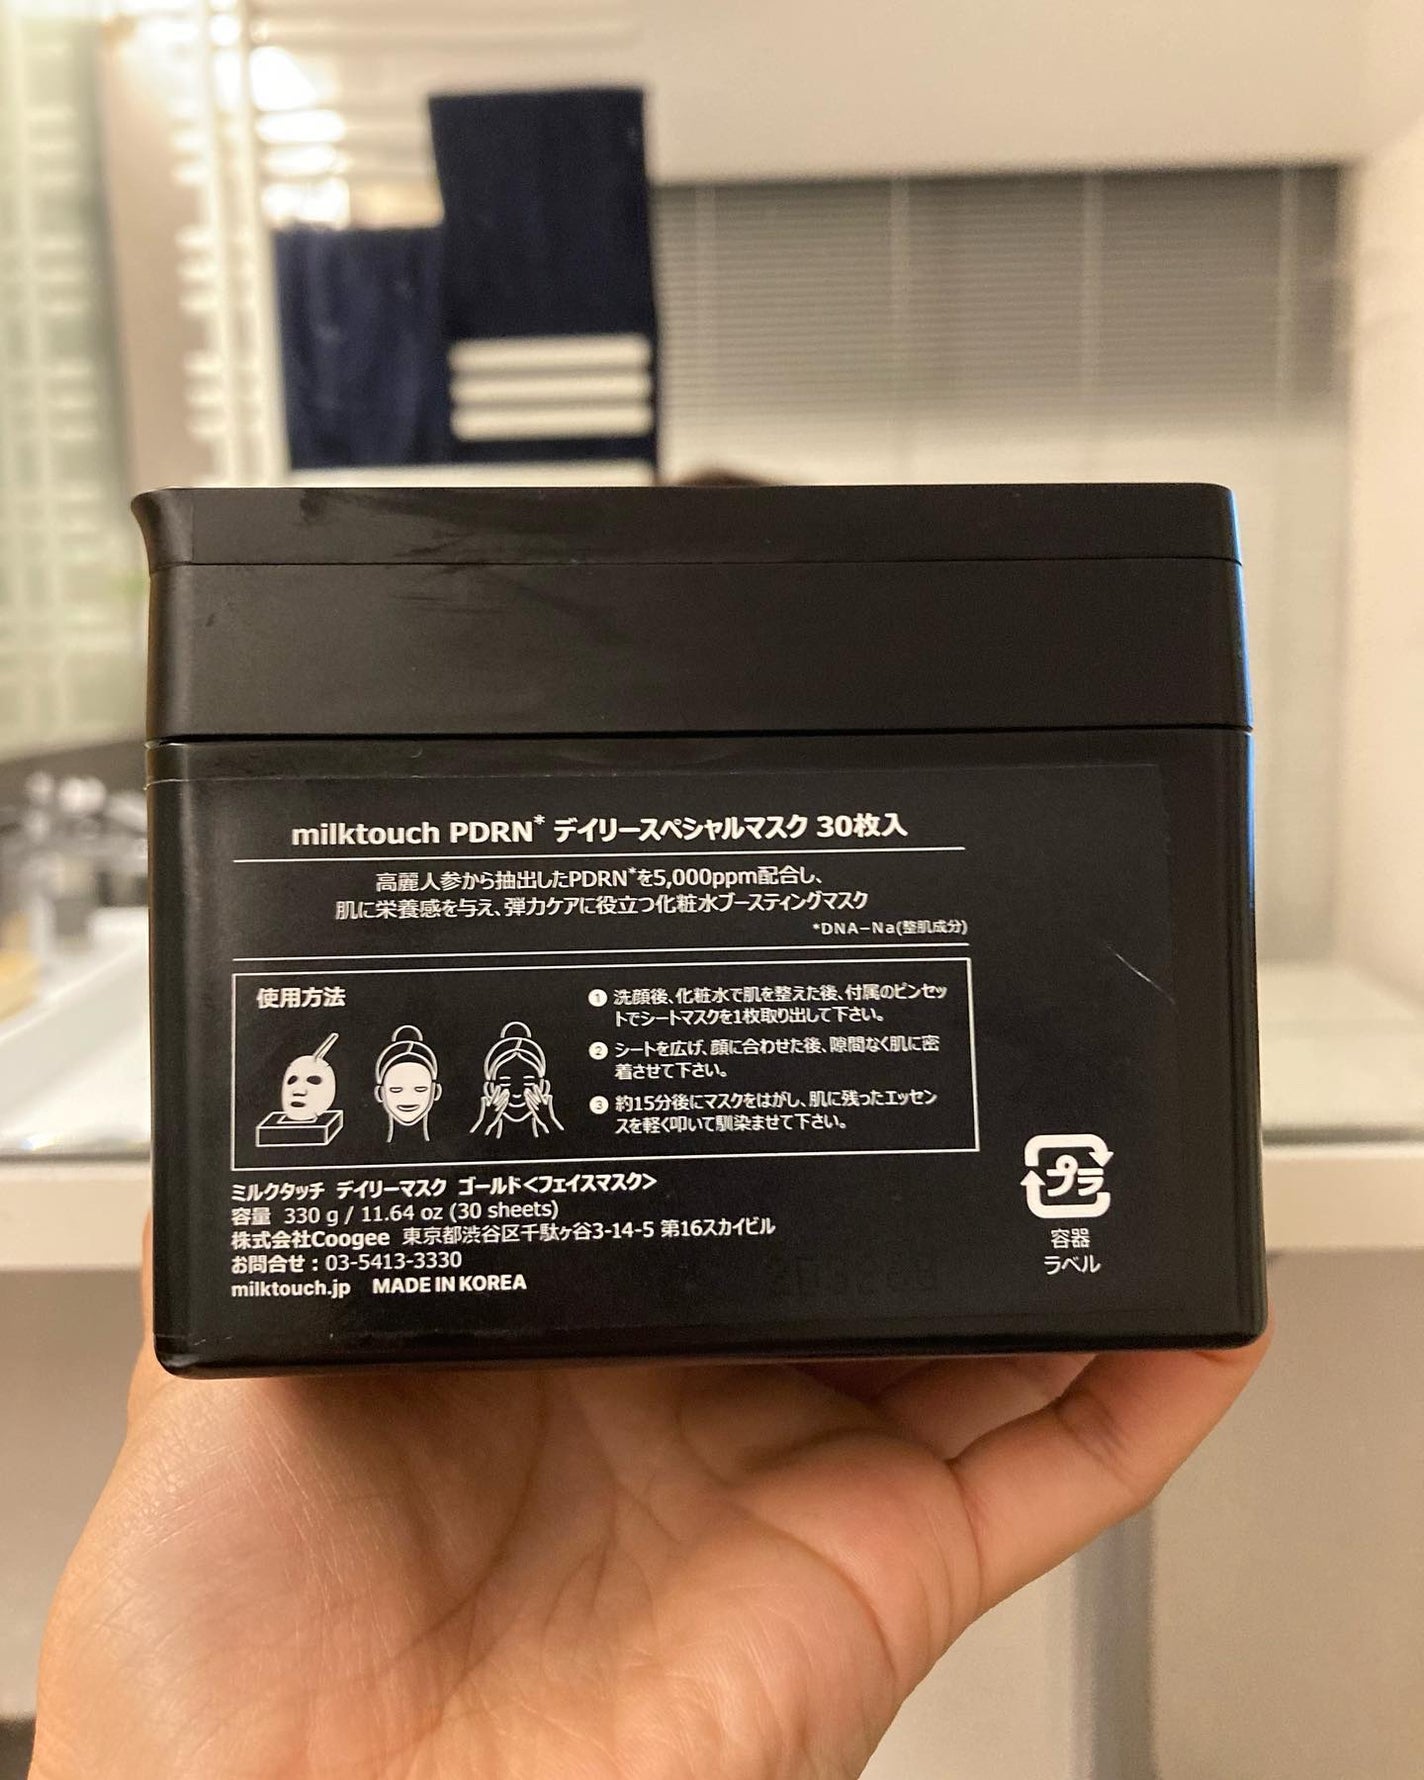 milktouch PDRN* デイリースペシャルマスク 30枚入
高麗人参から抽出したPDRN*を5,000ppm配合し、
肌に栄養感を与え、弾力ケアに役立つ化粧水ブースティングマスク
*DNA-Na(整肌成分)
使用方法
① 洗顔後、化粧水で肌を整えた後、付属のピンセッ
トでシートマスクを1枚取り出して下さい。
② シートを広げ、顔に合わせた後、隙間なく肌に密
着させて下さい。
③ 約15分後にマスクをはがし、肌に残ったエッセン
スを軽く叩いて馴染ませて下さい。
ミルクタッチ デイリーマスク ゴールド<フェイスマスク>
容量 330 g / 11.64 oz (30 sheets)
株式会社Coogee 東京都渋谷区千駄ヶ谷3-14-5 第16スカイビル
お問合せ：03-5413-3330
milktouch.jp MADE IN KOREA
プラ
容器
ラベル